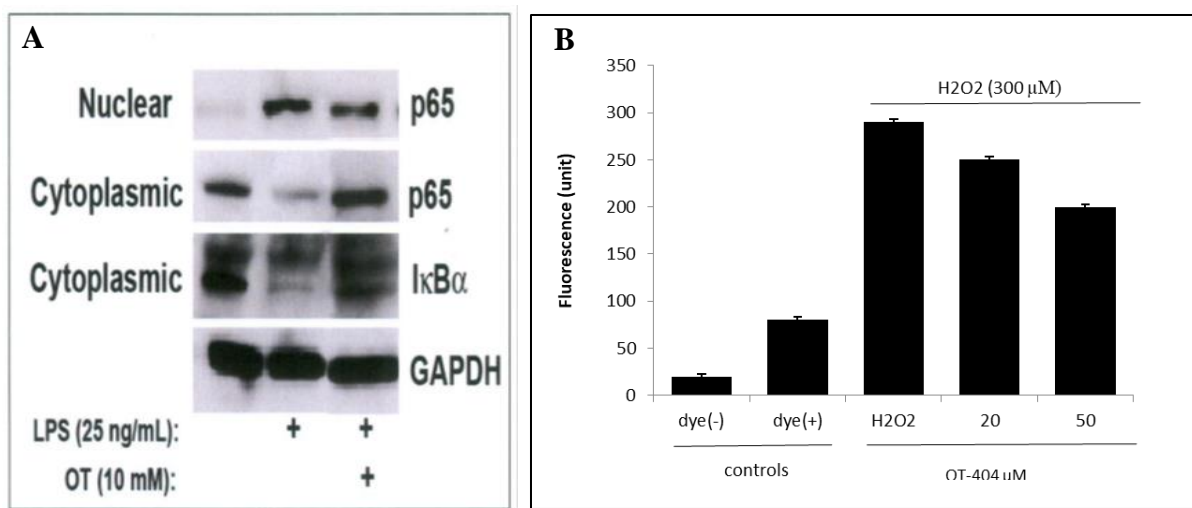 A
Nuclear p65
Cytoplasmic p65
Cytoplasmic IκBα
GAPDH
LPS (25 ng/mL): + +
OT (10 mM): +
B
350
300
250
200
150
100
50
0
Fluorescence (unit)
H2O2 (300 μM)
dye(-) dye(+) H2O2 20 50
controls OT-404 μM